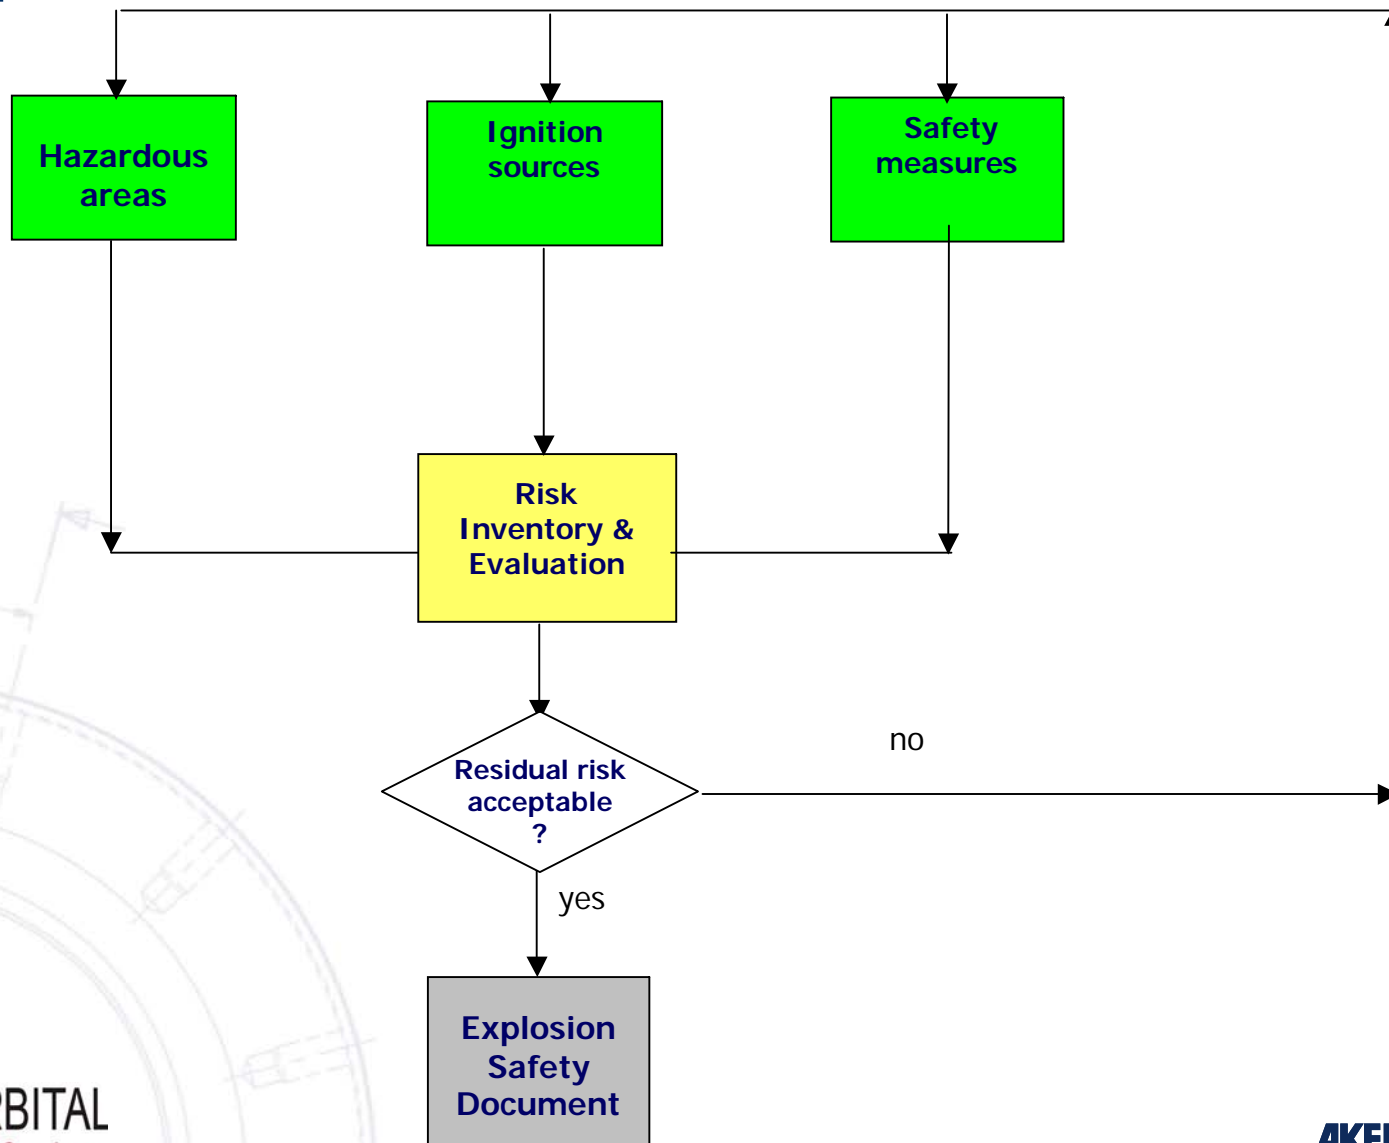 Hazardous
areas
Ignition
sources
Safety
measures
Risk
Inventory &
Evaluation
Residual risk
acceptable
?
no
yes
Explosion
Safety
Document
RBITAL